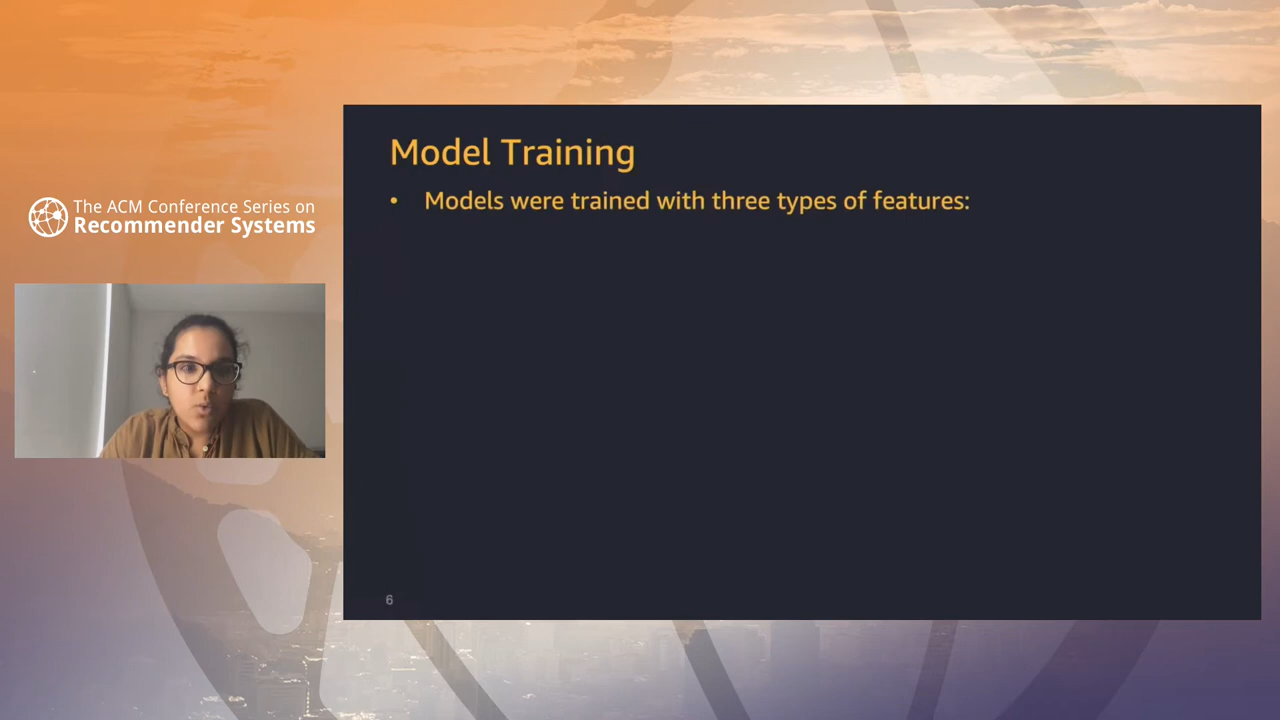 The ACM Conference Series on
Recommender Systems
Model Training
• Models were trained with three types of features:
6